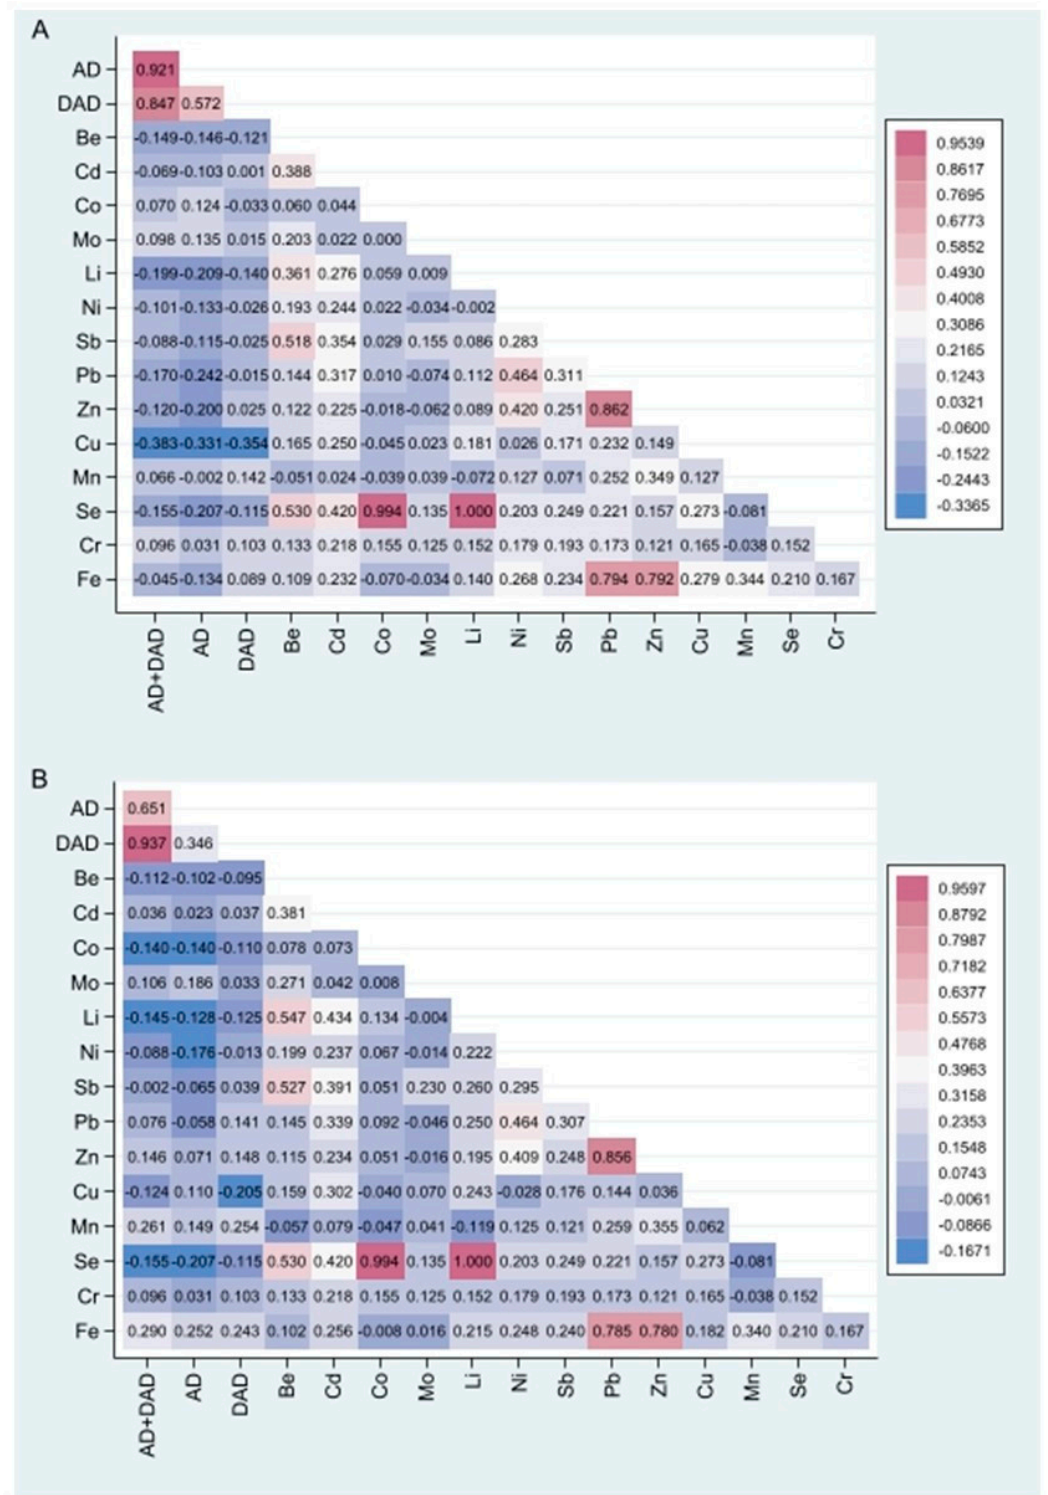 A
AD 0.921
DAD 0.847 0.572
Be -0.149 -0.146 -0.121
Cd -0.069 -0.103 0.001 0.388
Co 0.070 0.124 -0.033 0.060 0.044
Mo 0.098 0.135 0.015 0.203 0.022 0.000
Li -0.199 -0.209 -0.140 0.361 0.276 0.059 0.009
Ni -0.101 -0.133 -0.026 0.193 0.244 0.022 -0.034 -0.002
Sb -0.088 -0.115 -0.025 0.518 0.354 0.029 0.155 0.086 0.283
Pb -0.170 -0.242 -0.015 0.144 0.317 0.010 -0.074 0.112 0.464 0.311
Zn -0.120 -0.200 0.025 0.122 0.225 -0.018 -0.062 0.089 0.420 0.251 0.862
Cu -0.383 -0.331 -0.354 0.165 0.250 -0.045 0.023 0.181 0.026 0.171 0.232 0.149
Mn 0.066 -0.002 0.142 -0.051 0.024 -0.039 0.039 -0.072 0.127 0.071 0.252 0.349 0.127
Se -0.155 -0.207 -0.115 0.530 0.420 0.994 0.135 1.000 0.203 0.249 0.221 0.157 0.273 -0.081
Cr 0.096 0.031 0.103 0.133 0.218 0.155 0.125 0.152 0.179 0.193 0.173 0.121 0.165 -0.038 0.152
Fe -0.045 -0.134 0.089 0.109 0.232 -0.070 -0.034 0.140 0.268 0.234 0.794 0.792 0.279 0.344 0.210 0.167
AD+DAD AD DAD Be Cd Co Mo Li Ni Sb Pb Zn Cu Mn Se Cr
0.9539
0.8617
0.7695
0.6773
0.5852
0.4930
0.4008
0.3086
0.2165
0.1243
0.0321
-0.0600
-0.1522
-0.2443
-0.3365
B
AD 0.651
DAD 0.937 0.346
Be -0.112 -0.102 -0.095
Cd 0.036 0.023 0.037 0.381
Co -0.140 -0.140 -0.110 0.078 0.073
Mo 0.106 0.186 0.033 0.271 0.042 0.008
Li -0.145 -0.128 -0.125 0.547 0.434 0.134 -0.004
Ni -0.088 -0.176 -0.013 0.199 0.237 0.067 -0.014 0.222
Sb -0.002 -0.065 0.039 0.527 0.391 0.051 0.230 0.260 0.295
Pb 0.076 -0.058 0.141 0.145 0.339 0.092 -0.046 0.250 0.464 0.307
Zn 0.146 0.071 0.148 0.115 0.234 0.051 -0.016 0.195 0.409 0.248 0.856
Cu -0.124 0.110 -0.205 0.159 0.302 -0.040 0.070 0.243 -0.028 0.176 0.144 0.036
Mn 0.261 0.149 0.254 -0.057 0.079 -0.047 0.041 -0.119 0.125 0.121 0.259 0.355 0.062
Se -0.155 -0.207 -0.115 0.530 0.420 0.994 0.135 1.000 0.203 0.249 0.221 0.157 0.273 -0.081
Cr 0.096 0.031 0.103 0.133 0.218 0.155 0.125 0.152 0.179 0.193 0.173 0.121 0.165 -0.038 0.152
Fe 0.290 0.252 0.243 0.102 0.256 -0.008 0.016 0.215 0.248 0.240 0.785 0.780 0.182 0.340 0.210 0.167
AD+DAD AD DAD Be Cd Co Mo Li Ni Sb Pb Zn Cu Mn Se Cr
0.9597
0.8792
0.7987
0.7182
0.6377
0.5573
0.4768
0.3963
0.3158
0.2353
0.1548
0.0743
-0.0061
-0.0866
-0.1671